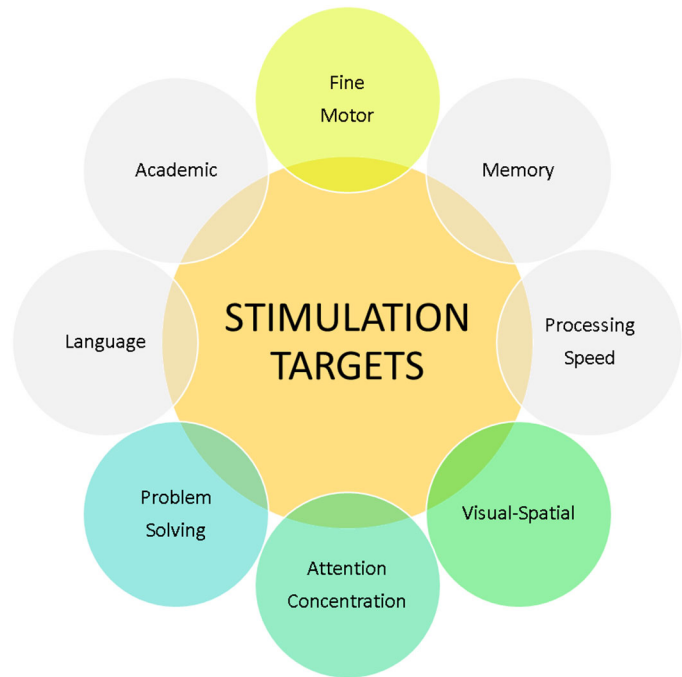 Fine
Motor
Academic
Memory
STIMULATION
TARGETS
Language
Processing
Speed
Problem
Solving
Visual-Spatial
Attention
Concentration